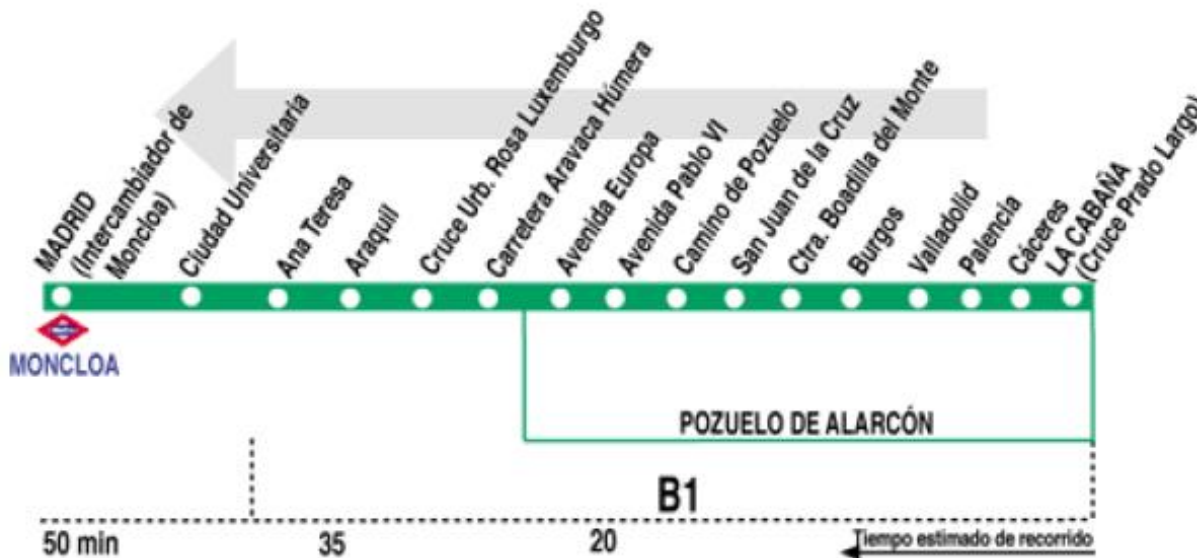 MADRID
(Intercambiador de
Moncloa)
Ciudad Universitaria
Ana Teresa
Araquil
Cruce Urb. Rosa Luxemburgo
Carretera Aravaca Húmera
Avenida Europa
Avenida Pablo VI
Camino de Pozuelo
San Juan de la Cruz
Ctra. Boadilla del Monte
Burgos
Valladolid
Palencia
Cáceres
LA CABAÑA
(Cruce Prado Largo)
MONCLOA
POZUELO DE ALARCÓN
B1
50 min 35 20 Tiempo estimado de recorrido